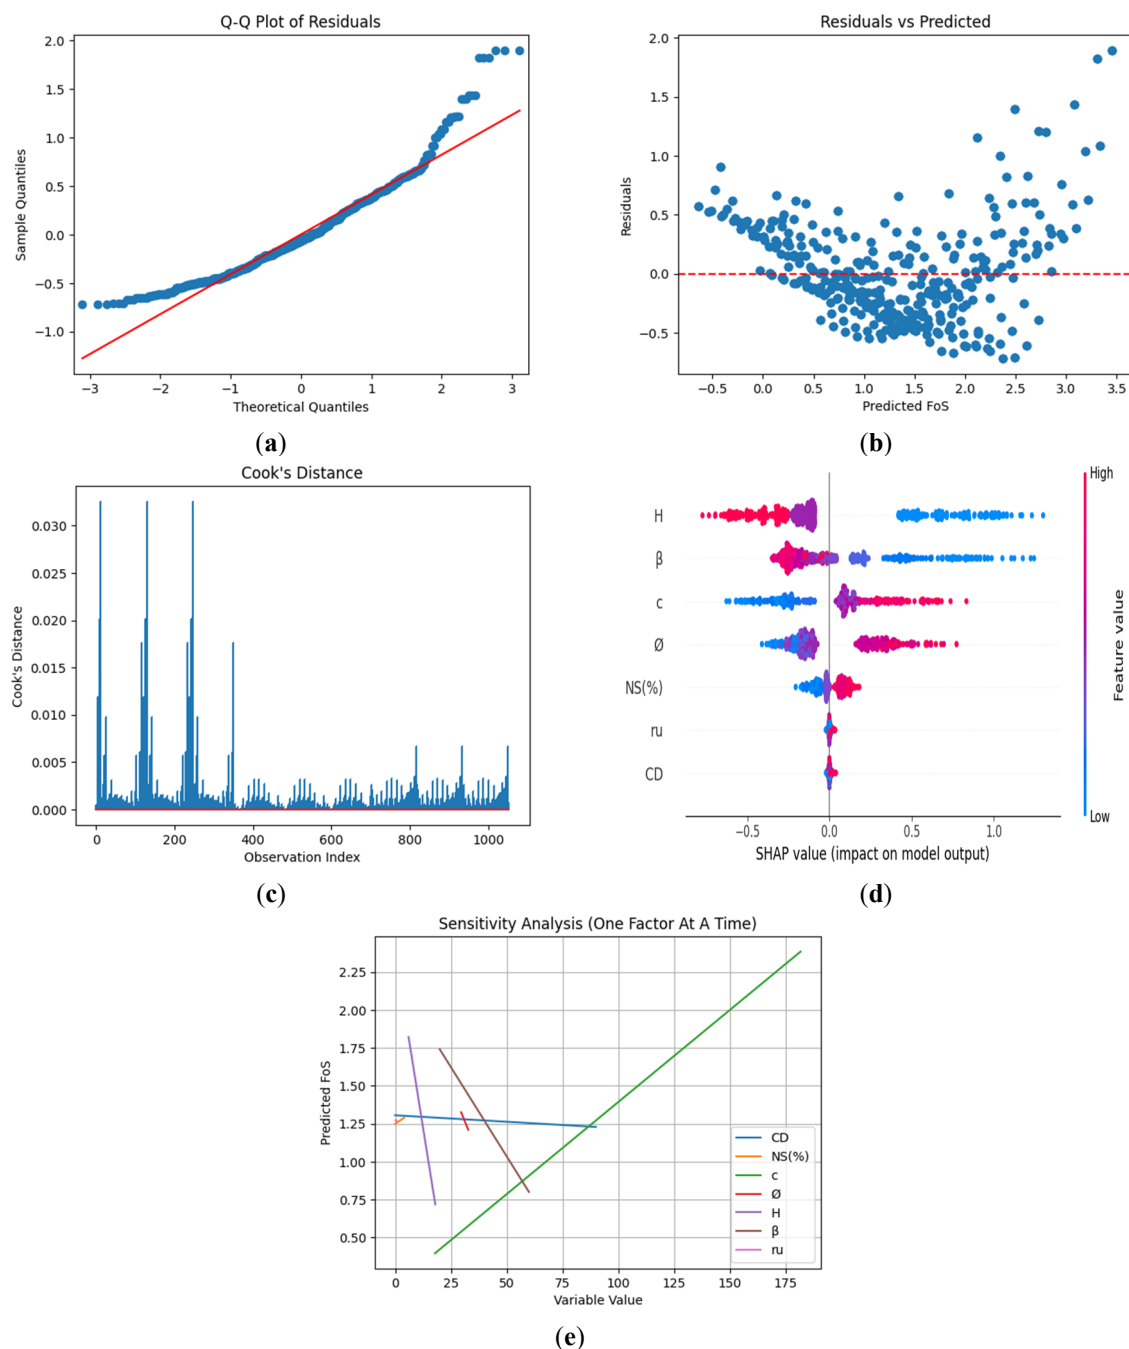 Q-Q Plot of Residuals
Sample Quantiles
2.0
1.5
1.0
0.5
0.0
−0.5
−1.0
−3 −2 −1 0 1 2 3
Theoretical Quantiles
(a)
Residuals vs Predicted
Residuals
2.0
1.5
1.0
0.5
0.0
−0.5
−0.5 0.0 0.5 1.0 1.5 2.0 2.5 3.0 3.5
Predicted FoS
(b)
Cook's Distance
Cook's Distance
0.030
0.025
0.020
0.015
0.010
0.005
0.000
0 200 400 600 800 1000
Observation Index
(c)
H
β
c
Ø
NS(%)
ru
CD
−0.5 0.0 0.5 1.0
SHAP value (impact on model output)
High
Feature value
Low
(d)
Sensitivity Analysis (One Factor At A Time)
Predicted FoS
2.25
2.00
1.75
1.50
1.25
1.00
0.75
0.50
0 25 50 75 100 125 150 175
Variable Value
CD
NS(%)
c
Ø
H
β
ru
(e)